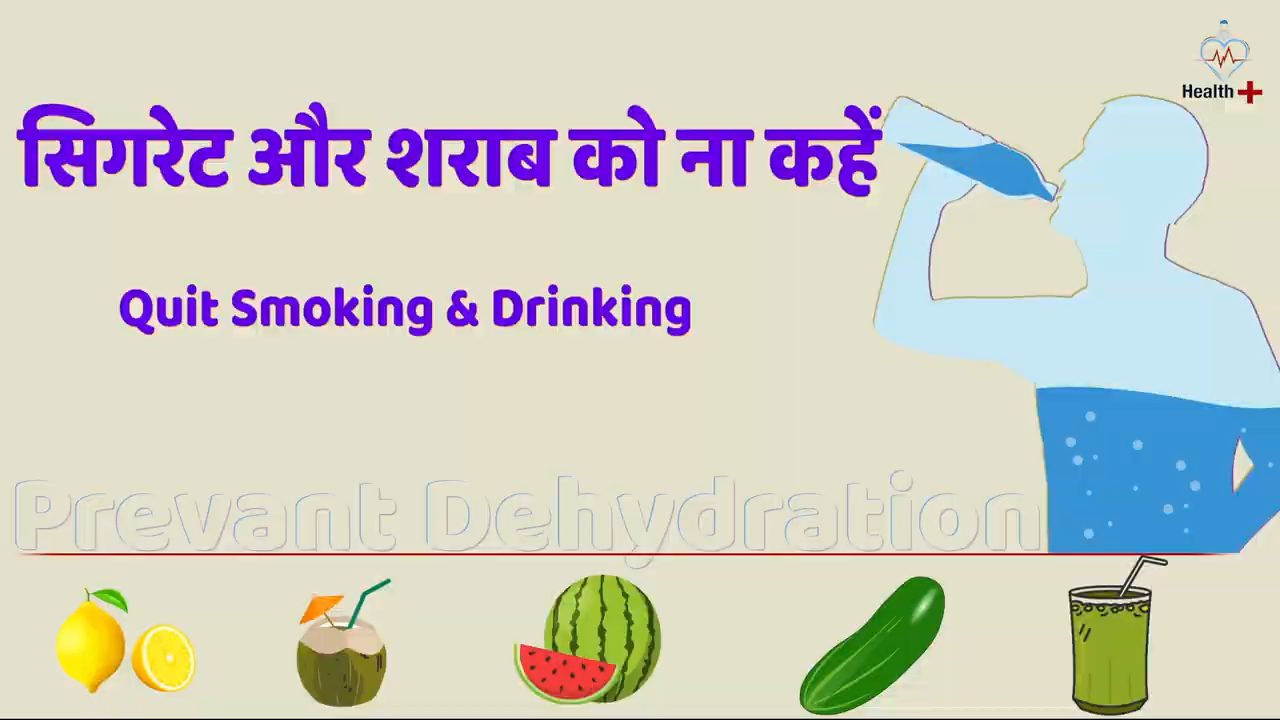 Health
सिगरेट और शराब को ना कहें
Quit Smoking & Drinking
Prevant Dehydration